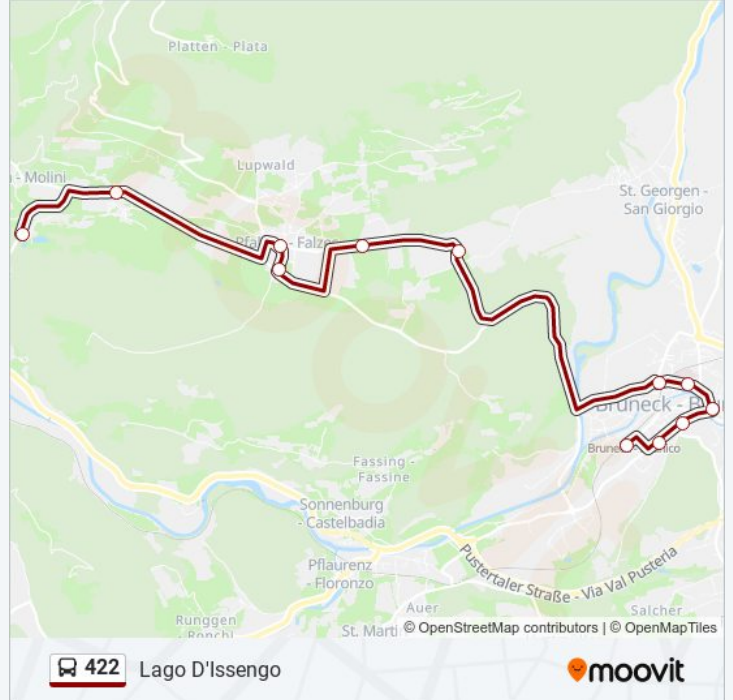 Platten - Plata
Lupwald
- Molini
St. Georgen -
San Giorgio
Falzes
Bruneck - B
Fassing -
Fassine
Sonnenburg
- Castelbadia
Pustertaler Straße - Via Val Pusteria
Pflaurenz
- Floronzo
Auer
Salcher
Runggen
- Ronchi
St. Marti
© OpenStreetMap contributors | © OpenMapTiles
422 Lago D'Issengo
moovit